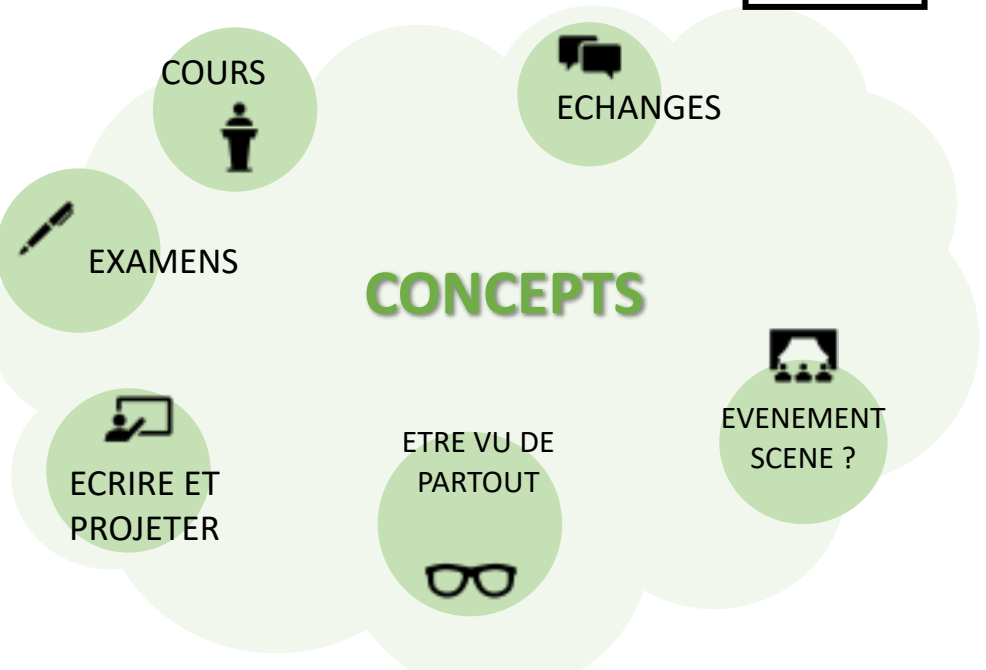 COURS
ECHANGES
EXAMENS
CONCEPTS
EVENEMENT
SCENE ?
ETRE VU DE
PARTOUT
ECRIRE ET
PROJETER